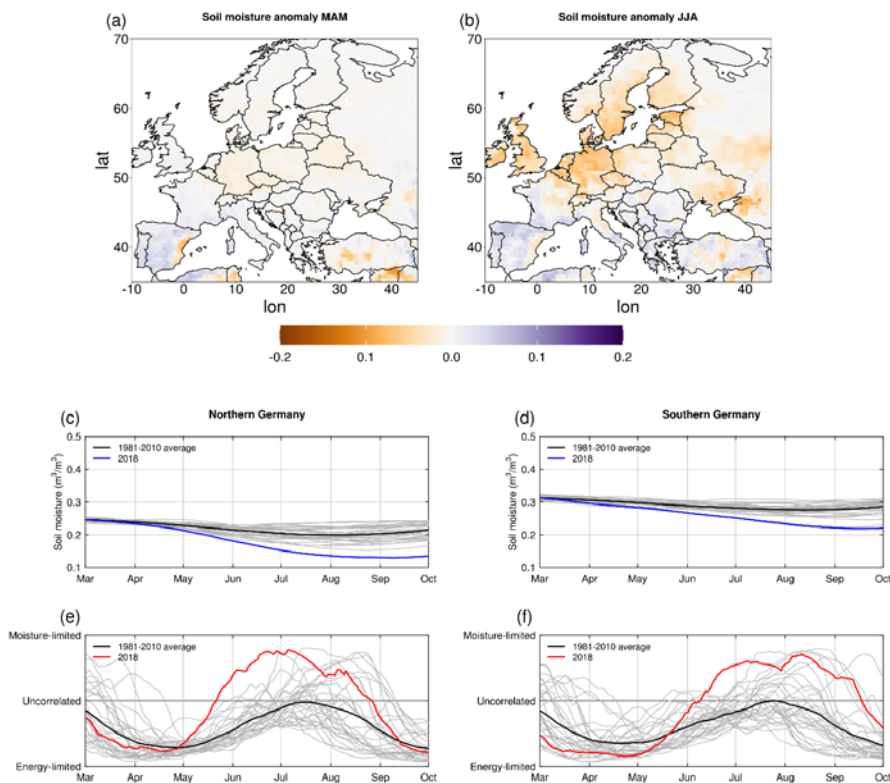 (a) Soil moisture anomaly MAM
70
60
50
40
lat
-10 0 10 20 30 40
lon
(b) Soil moisture anomaly JJA
70
60
50
40
lat
-10 0 10 20 30 40
lon
-0.2 0.1 0.0 0.1 0.2
(c) Northern Germany
0.5
0.4
0.3
0.2
0.1
Soil moisture (m³/m³)
1981-2010 average
2018
Mar Apr May Jun Jul Aug Sep Oct
(d) Southern Germany
0.5
0.4
0.3
0.2
0.1
Soil moisture (m³/m³)
1981-2010 average
2018
Mar Apr May Jun Jul Aug Sep Oct
(e)
Moisture-limited
Uncorrelated
Energy-limited
1981-2010 average
2018
Mar Apr May Jun Jul Aug Sep Oct
(f)
Moisture-limited
Uncorrelated
Energy-limited
1981-2010 average
2018
Mar Apr May Jun Jul Aug Sep Oct